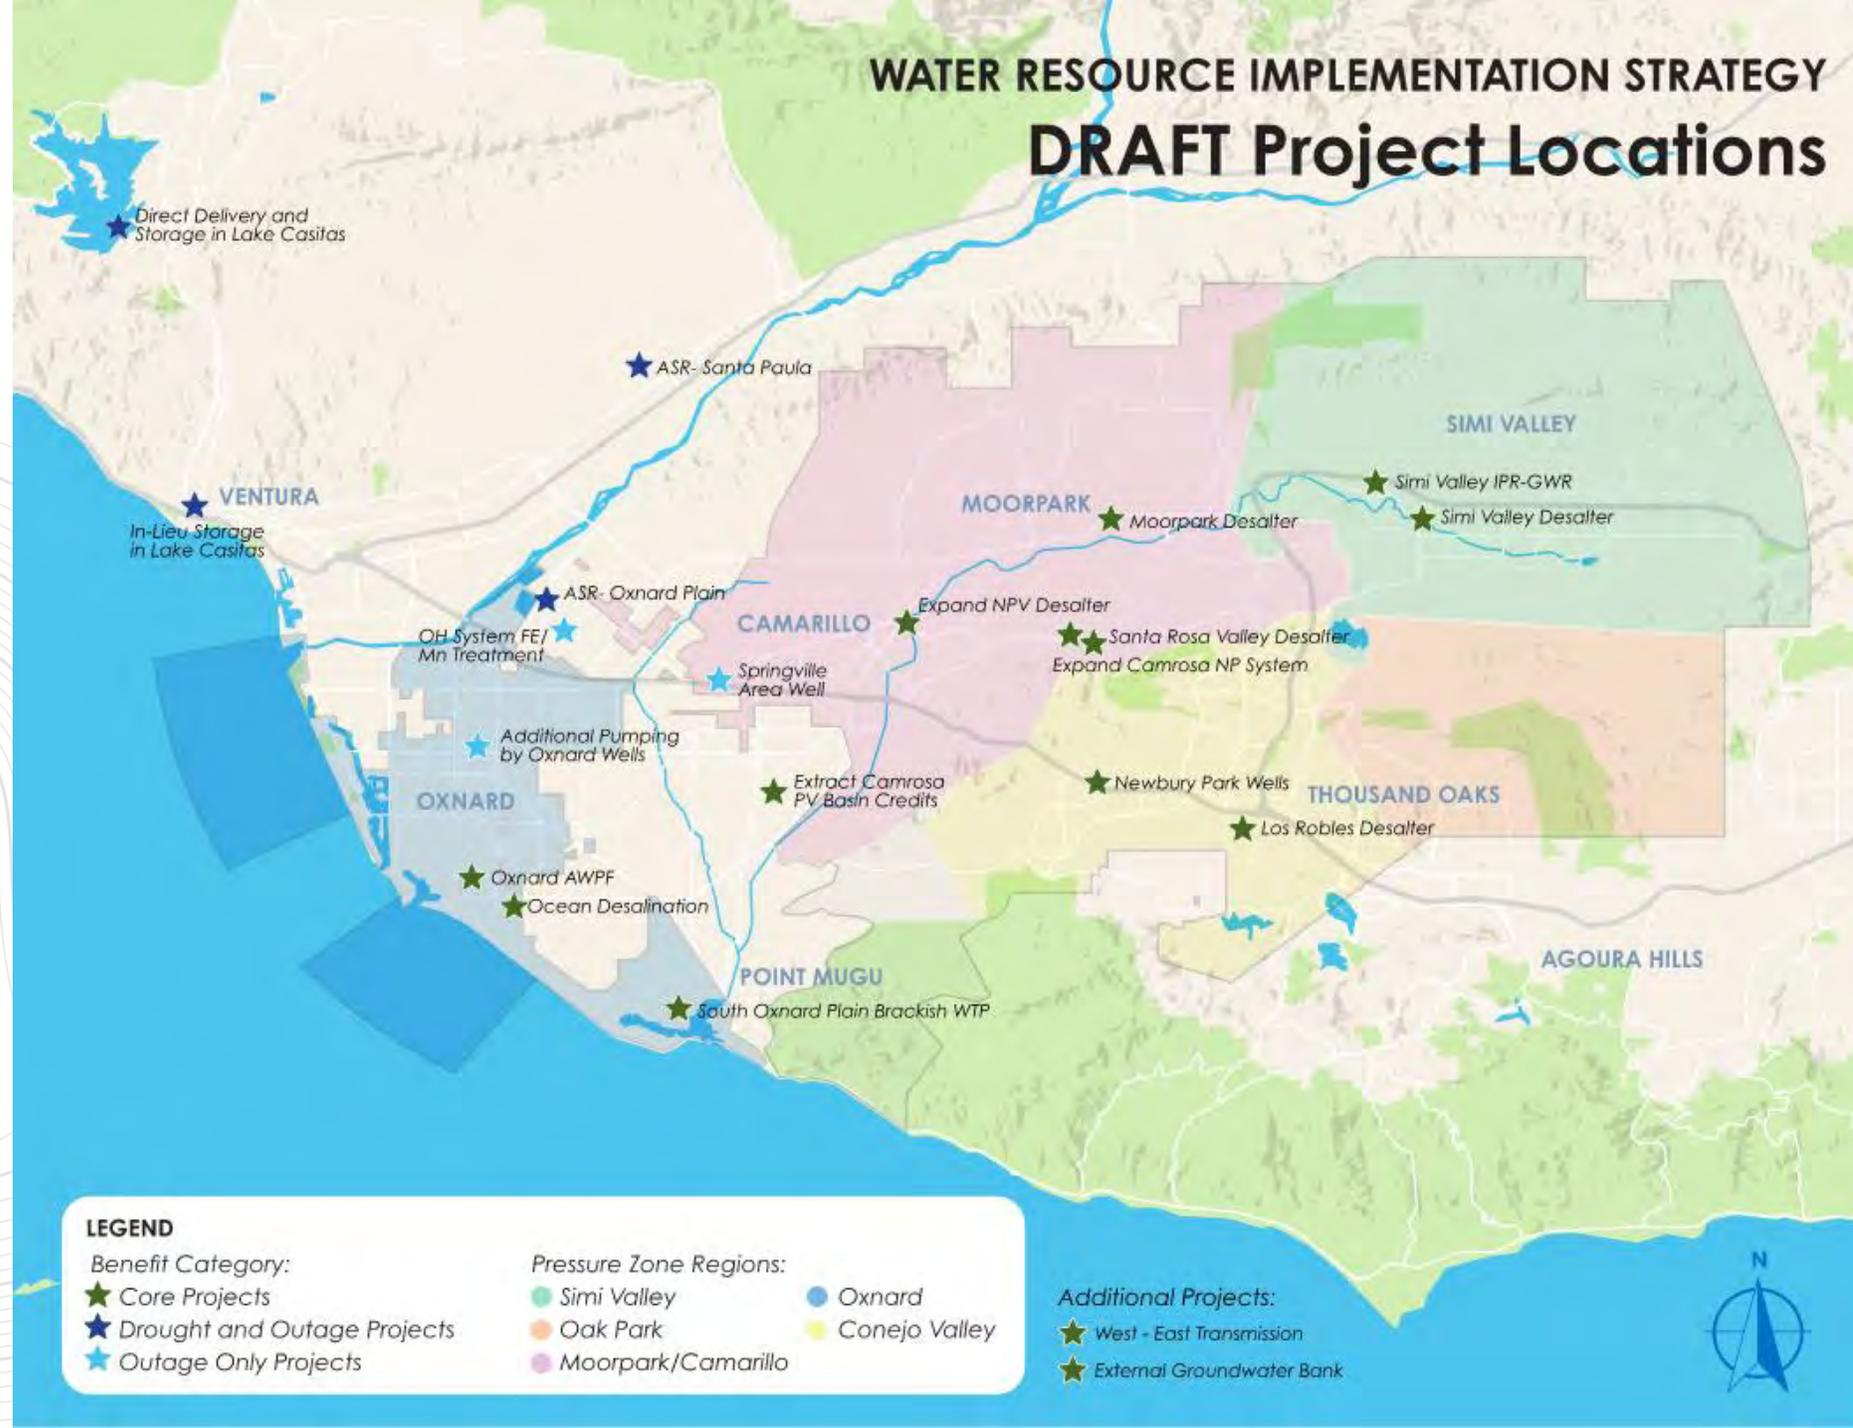 WATER RESOURCE IMPLEMENTATION STRATEGY
DRAFT Project Locations
Direct Delivery and
Storage in Lake Casitas
ASR- Santa Paula
SIMI VALLEY
Simi Valley IPR-GWR
VENTURA
MOORPARK
Moorpark Desalter
Simi Valley Desalter
In-Lieu Storage
in Lake Casitas
ASR- Oxnard Plain
Expand NPV Desalter
CAMARILLO
OH System FE/
Mn Treatment
Santa Rosa Valley Desalter
Expand Camrosa NP System
Springville
Area Well
Additional Pumping
by Oxnard Wells
Extract Camrosa
PV Basin Credits
Newbury Park Wells
THOUSAND OAKS
OXNARD
Los Robles Desalter
Oxnard AWPF
Ocean Desalination
AGOURA HILLS
POINT MUGU
South Oxnard Plain Brackish WTP
LEGEND
Benefit Category:
Core Projects
Drought and Outage Projects
Outage Only Projects
Pressure Zone Regions:
Simi Valley
Oak Park
Moorpark/Camarillo
Oxnard
Conejo Valley
Additional Projects:
West - East Transmission
External Groundwater Bank
N